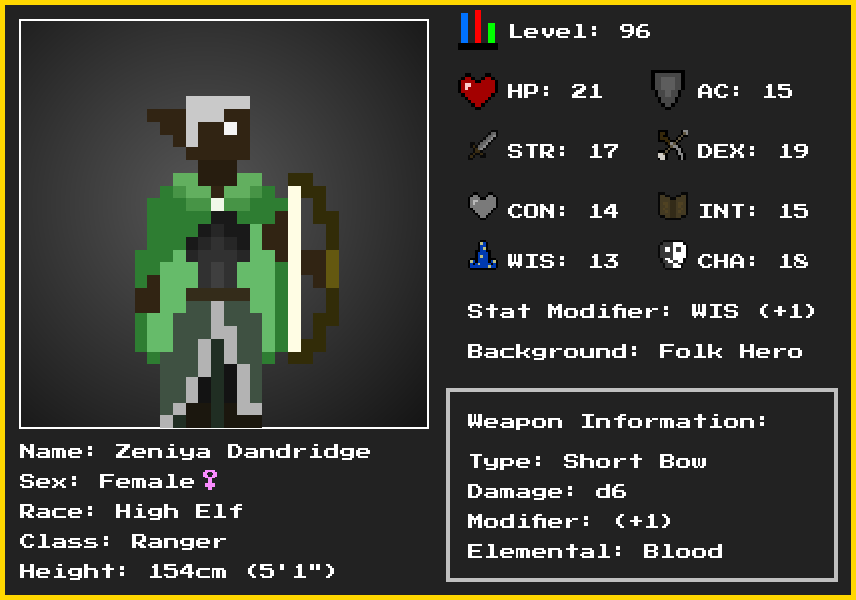 Level: 96
HP: 21 AC: 15
STR: 17 DEX: 19
CON: 14 INT: 15
WIS: 13 CHA: 18
Stat Modifier: WIS (+1)
Background: Folk Hero
Weapon Information:
Type: Short Bow
Damage: d6
Modifier: (+1)
Elemental: Blood
Name: Zeniya Dandridge
Sex: Female♀
Race: High Elf
Class: Ranger
Height: 154cm (5'1")